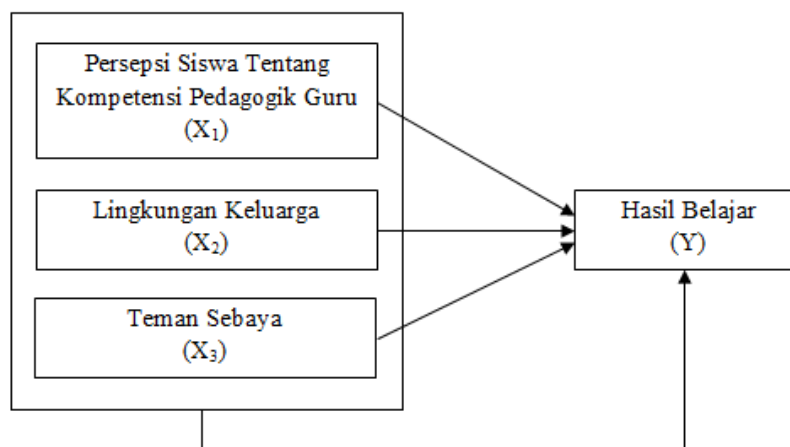 Persepsi Siswa Tentang
Kompetensi Pedagogik Guru
(X₁)
Lingkungan Keluarga
(X₂)
Teman Sebaya
(X₃)
Hasil Belajar
(Y)